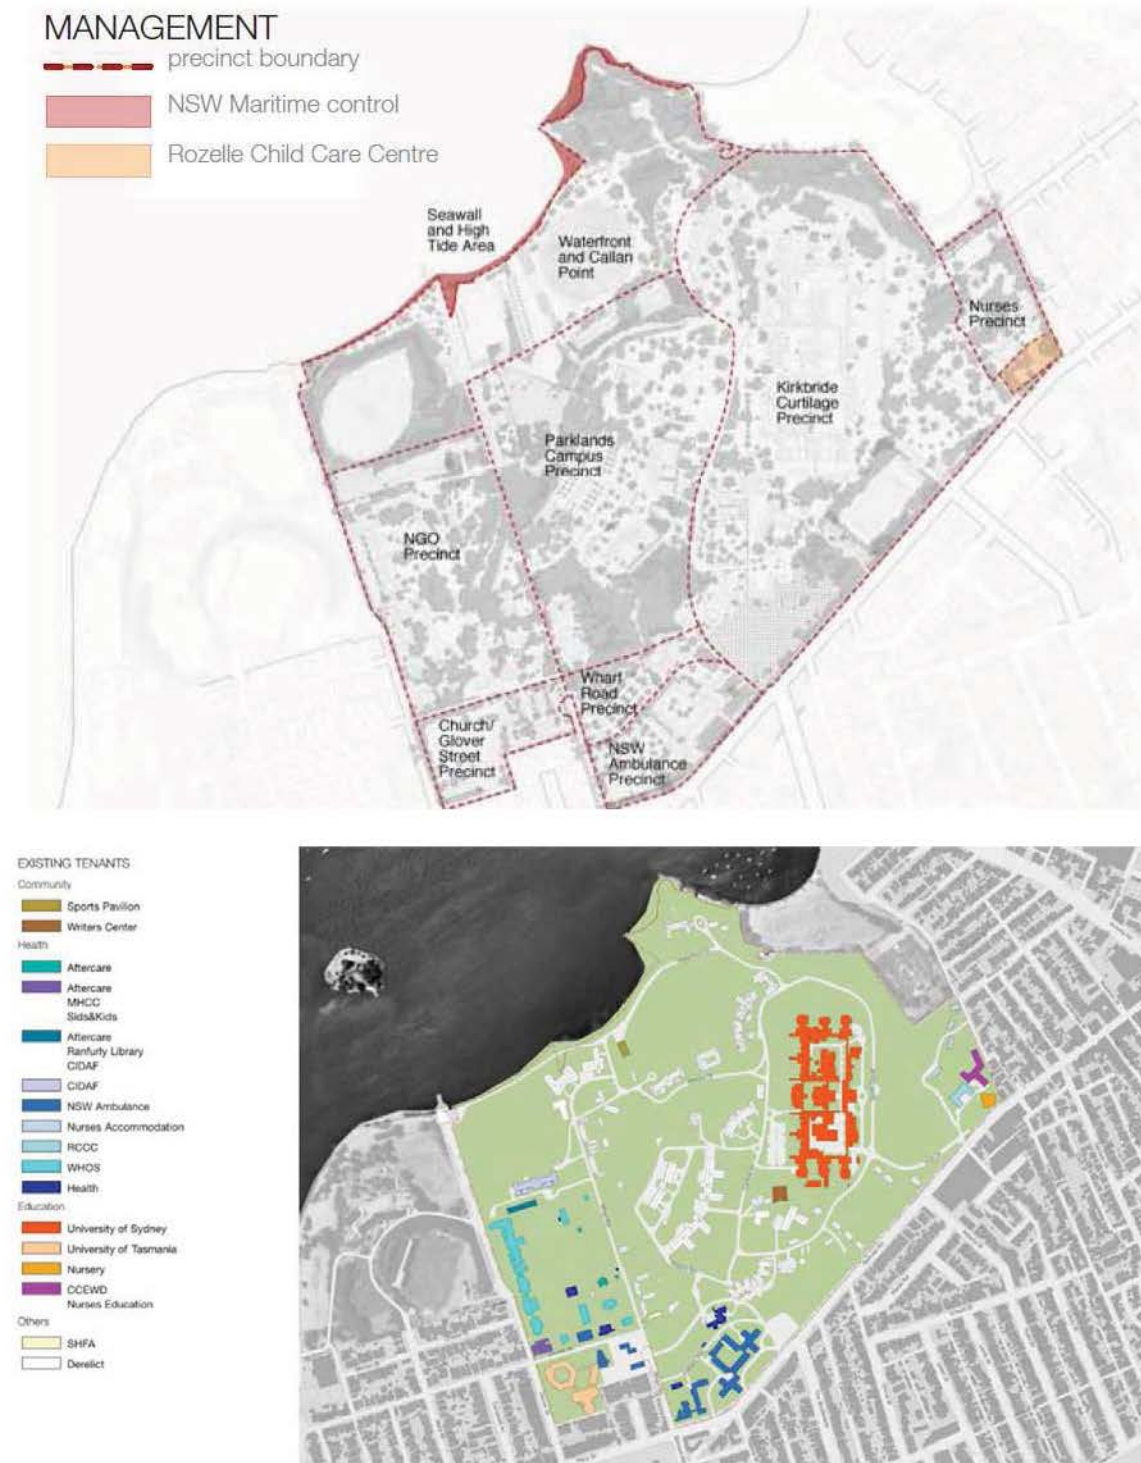 MANAGEMENT
precinct boundary
NSW Maritime control
Rozelle Child Care Centre
Seawall
and High
Tide Area
Waterfront
and Callan
Point
Nurses
Precinct
Kirkbride
Curtilage
Precinct
Parklands
Campus
Precinct
NGO
Precinct
Wharf
Road
Precinct
Church/
Glover
Street
Precinct
NSW
Ambulance
Precinct
EXISTING TENANTS
Community
Sports Pavilion
Writers Center
Health
Aftercare
Aftercare
MHCC
Sids&Kids
Aftercare
Ranfurly Library
CIDAF
CIDAF
NSW Ambulance
Nurses Accommodation
RCCC
WHOS
Health
Education
University of Sydney
University of Tasmania
Nursery
CCEWD
Nurses Education
Others
SHFA
Derelict